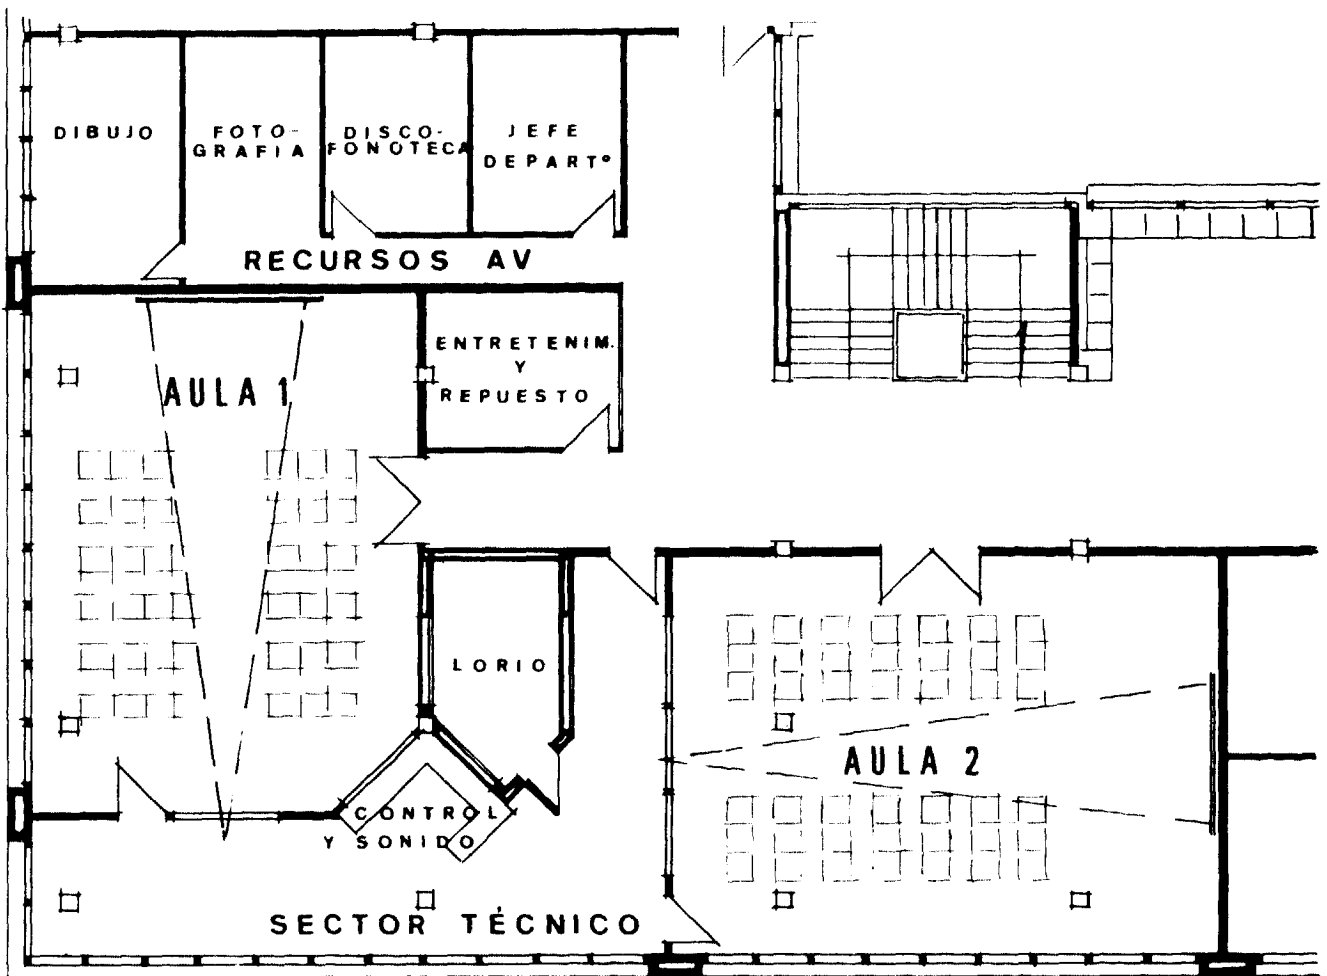 DIBUJO
FOTO-
GRAFIA
DISCO-
FONOTECA
JEFE
DEPARTº
RECURSOS AV
ENTRETENIM.
Y
REPUESTO
AULA 1
LORIO
AULA 2
CONTROL
Y SONIDO
SECTOR TÉCNICO